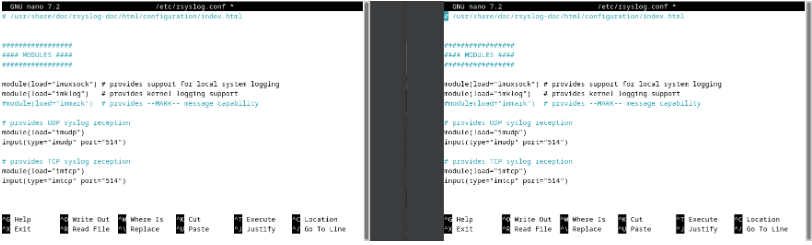 GNU nano 7.2 /etc/rsyslog.conf *
# /usr/share/doc/rsyslog-doc/html/configuration/index.html
#################
#### MODULES ####
#################
module(load="imuxsock") # provides support for local system logging
module(load="imklog") # provides kernel logging support
#module(load="immark") # provides --MARK-- message capability
# provides UDP syslog reception
module(load="imudp")
input(type="imudp" port="514")
# provides TCP syslog reception
module(load="imtcp")
input(type="imtcp" port="514")
^G Help ^O Write Out ^W Where Is ^K Cut ^T Execute ^C Location
^X Exit ^R Read File ^\ Replace ^U Paste ^J Justify ^/ Go To Line
GNU nano 7.2 /etc/rsyslog.conf *
# /usr/share/doc/rsyslog-doc/html/configuration/index.html
#################
#### MODULES ####
#################
module(load="imuxsock") # provides support for local system logging
module(load="imklog") # provides kernel logging support
#module(load="immark") # provides --MARK-- message capability
# provides UDP syslog reception
module(load="imudp")
input(type="imudp" port="514")
# provides TCP syslog reception
module(load="imtcp")
input(type="imtcp" port="514")
^G Help ^O Write Out ^W Where Is ^K Cut ^T Execute ^C Location
^X Exit ^R Read File ^\ Replace ^U Paste ^J Justify ^/ Go To Line